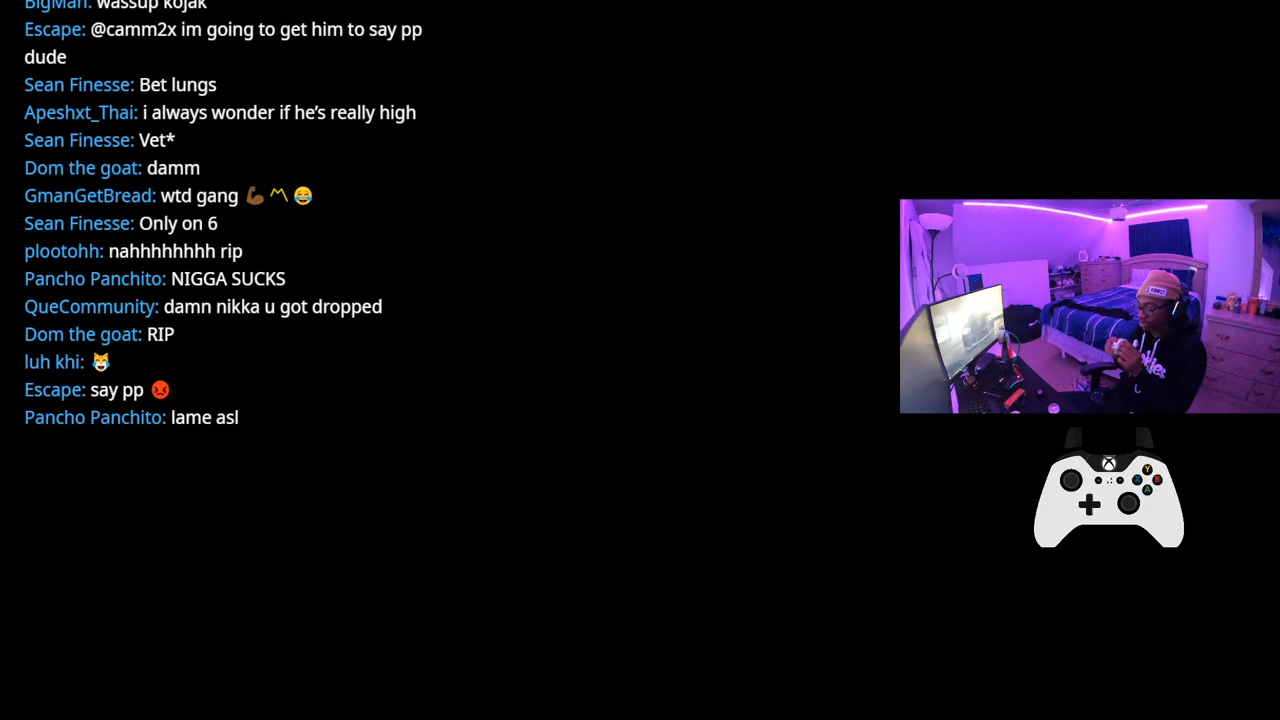 BigMan: wassup kojak
Escape: @camm2x im going to get him to say pp
dude
Sean Finesse: Bet lungs
Apeshxt_Thai: i always wonder if he’s really high
Sean Finesse: Vet*
Dom the goat: damm
GmanGetBread: wtd gang 💪🏾 〽️ 😂
Sean Finesse: Only on 6
plootohh: nahhhhhhhh rip
Pancho Panchito: NIGGA SUCKS
QueCommunity: damn nikka u got dropped
Dom the goat: RIP
luh khi: 😹
Escape: say pp 😡
Pancho Panchito: lame asl
Y
X
B
A